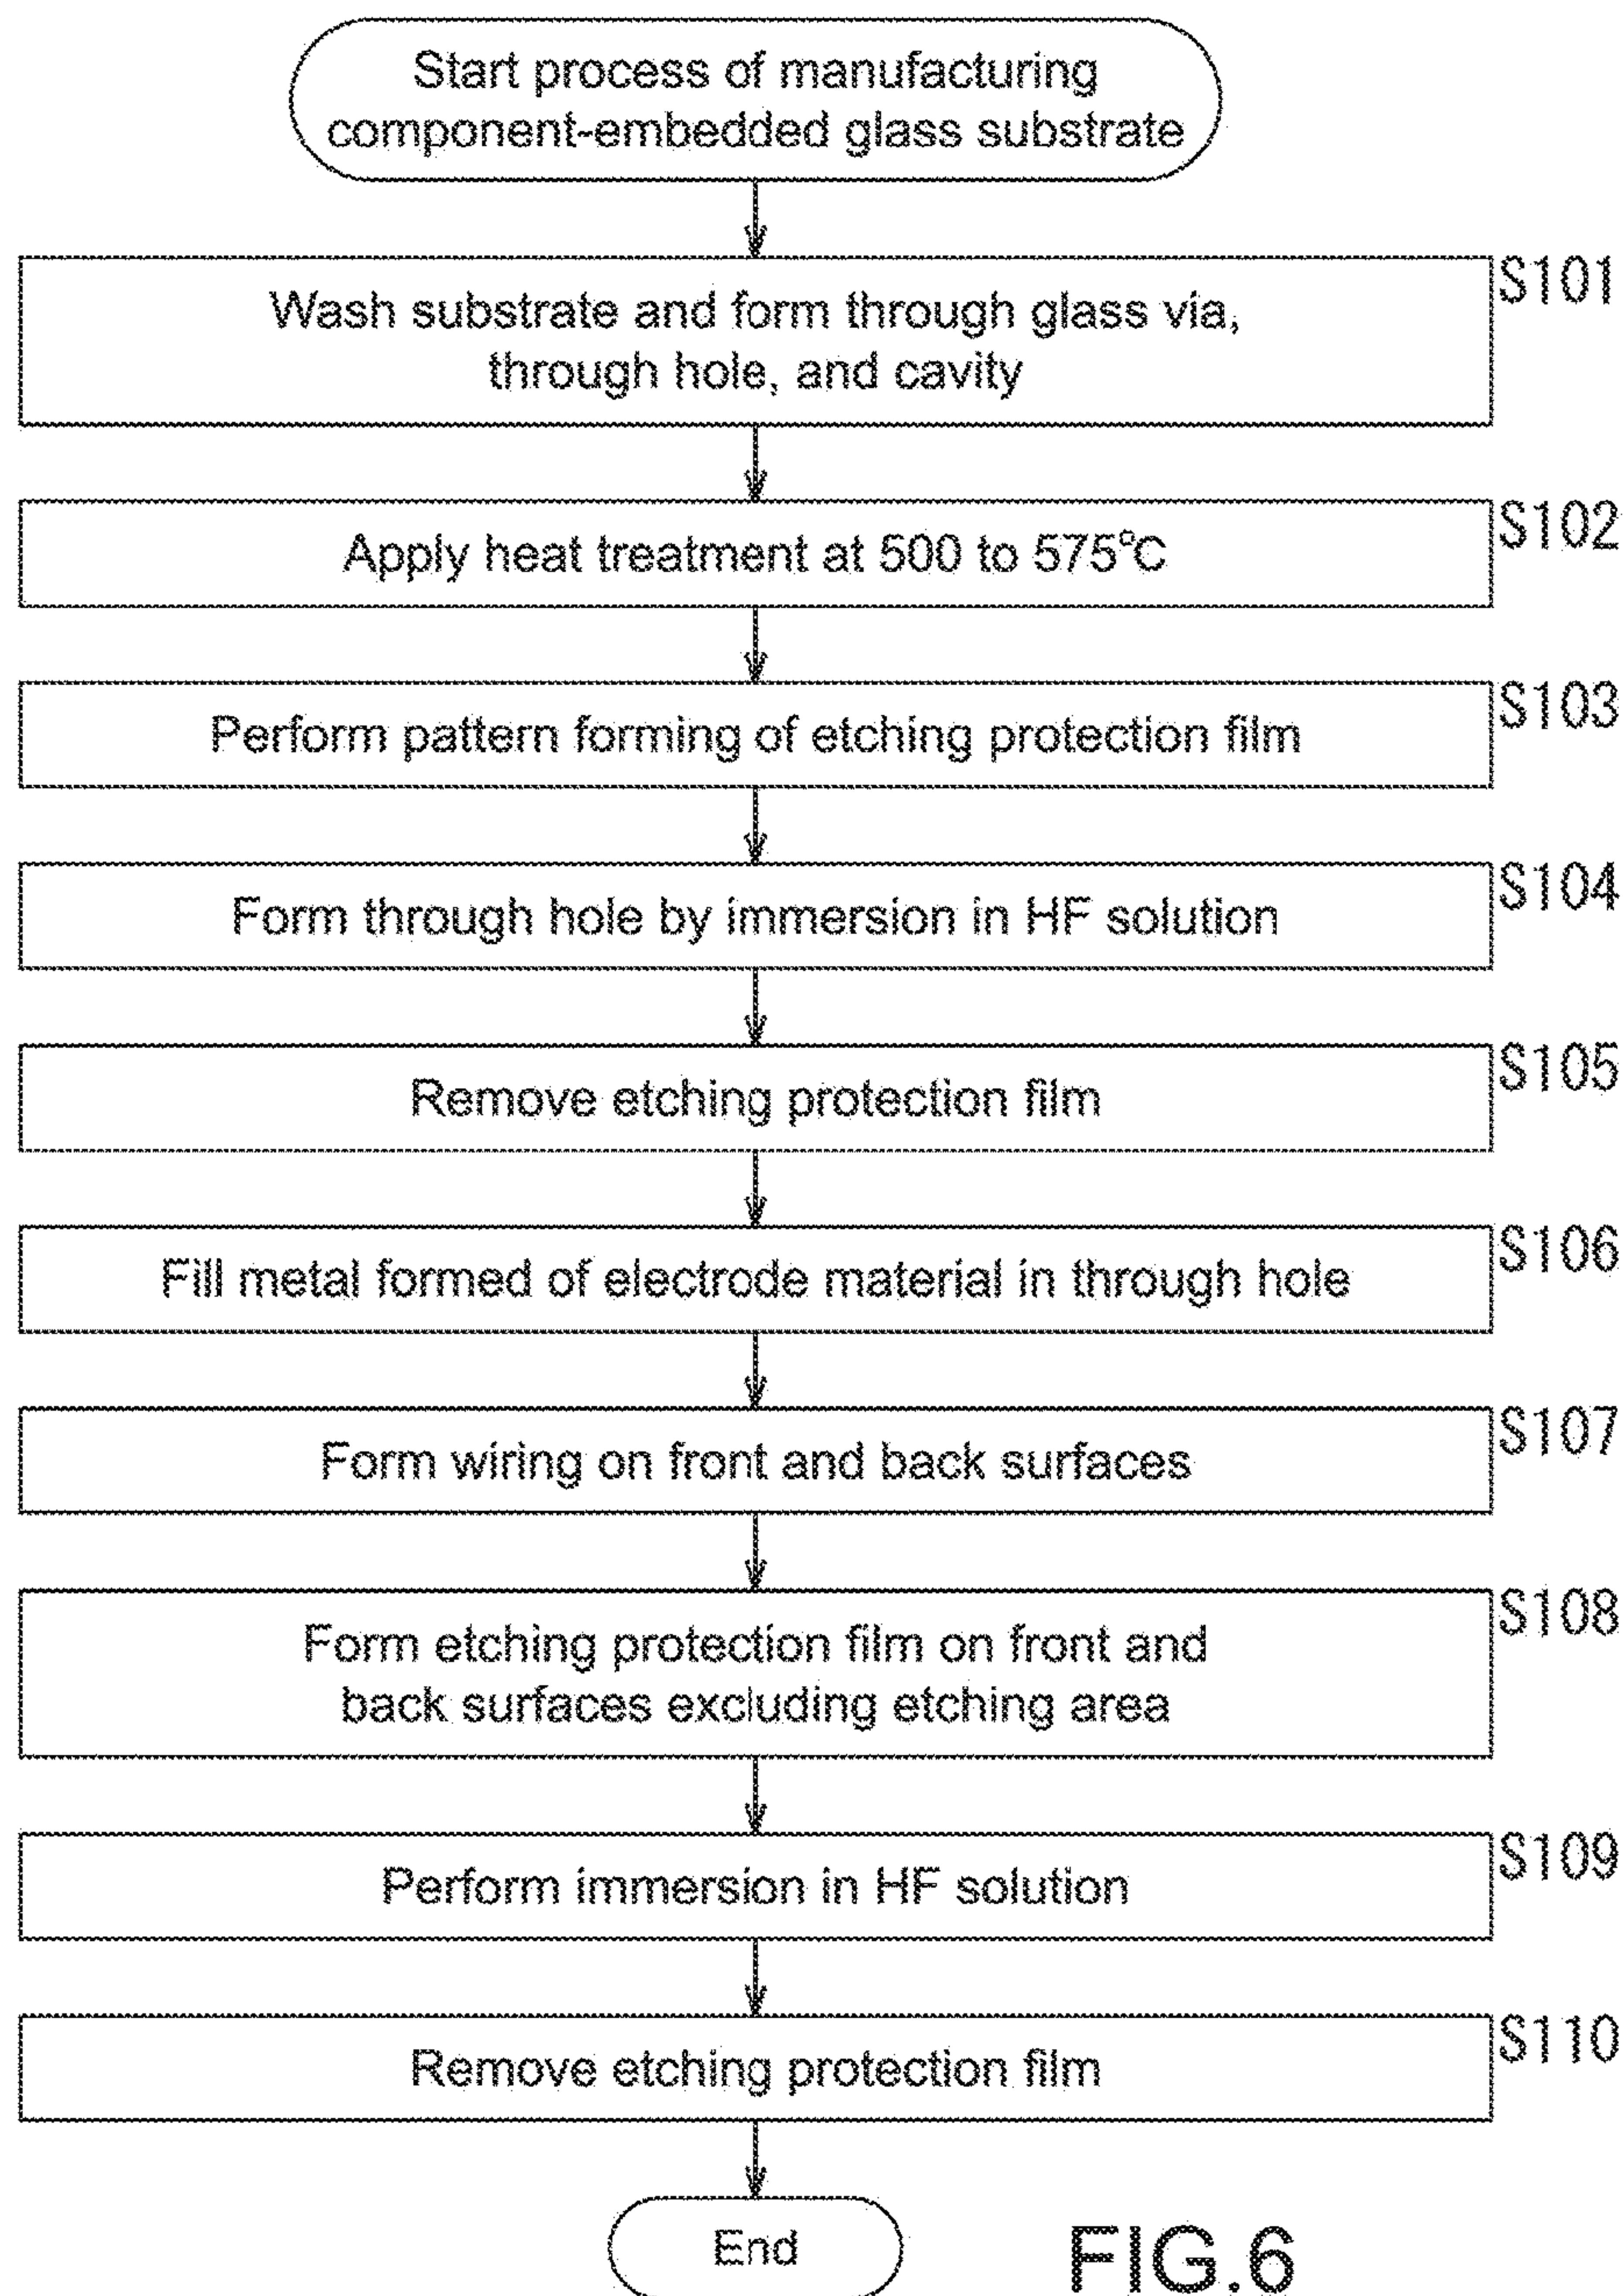 Start process of manufacturing
component-embedded glass substrate
S101
Wash substrate and form through glass via,
through hole, and cavity
S102
Apply heat treatment at 500 to 575°C
S103
Perform pattern forming of etching protection film
S104
Form through hole by immersion in HF solution
S105
Remove etching protection film
S106
Fill metal formed of electrode material in through hole
S107
Form wiring on front and back surfaces
S108
Form etching protection film on front and
back surfaces excluding etching area
S109
Perform immersion in HF solution
S110
Remove etching protection film
End
FIG.6